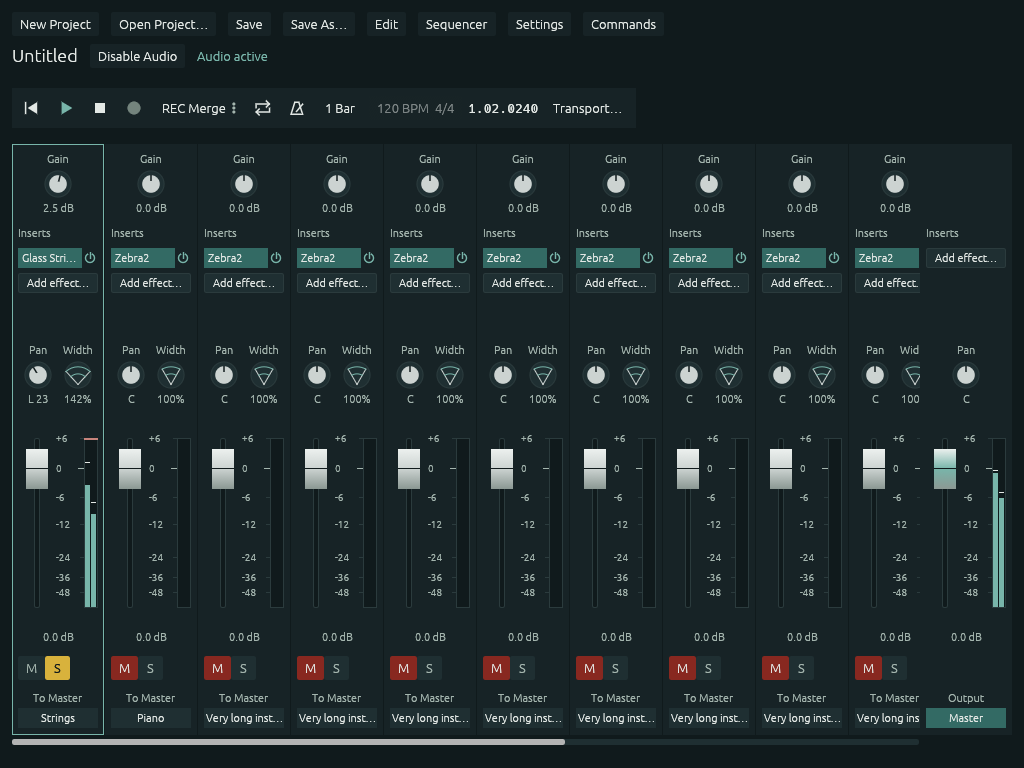 New Project Open Project... Save Save As... Edit Sequencer Settings Commands
Untitled Disable Audio Audio active
REC Merge 1 Bar 120 BPM 4/4 1.02.0240 Transport...
Gain Gain Gain Gain Gain Gain Gain Gain Gain Gain
2.5 dB 0.0 dB 0.0 dB 0.0 dB 0.0 dB 0.0 dB 0.0 dB 0.0 dB 0.0 dB 0.0 dB
Inserts Inserts Inserts Inserts Inserts Inserts Inserts Inserts Inserts Inserts Inserts
Glass Stri... Zebra2 Zebra2 Zebra2 Zebra2 Zebra2 Zebra2 Zebra2 Zebra2 Zebra2 Add effect...
Add effect... Add effect... Add effect... Add effect... Add effect... Add effect... Add effect... Add effect... Add effect... Add effect.
Pan Width Pan Width Pan Width Pan Width Pan Width Pan Width Pan Width Pan Width Pan Width Pan Wid Pan
L 23 142% C 100% C 100% C 100% C 100% C 100% C 100% C 100% C 100% C 100 C
+6 +6 +6 +6 +6 +6 +6 +6 +6 +6 +6
0 0 0 0 0 0 0 0 0 0 0
-6 -6 -6 -6 -6 -6 -6 -6 -6 -6 -6
-12 -12 -12 -12 -12 -12 -12 -12 -12 -12 -12
-24 -24 -24 -24 -24 -24 -24 -24 -24 -24 -24
-36 -36 -36 -36 -36 -36 -36 -36 -36 -36 -36
-48 -48 -48 -48 -48 -48 -48 -48 -48 -48 -48
0.0 dB 0.0 dB 0.0 dB 0.0 dB 0.0 dB 0.0 dB 0.0 dB 0.0 dB 0.0 dB 0.0 dB 0.0 dB
M S M S M S M S M S M S M S M S M S M S
To Master To Master To Master To Master To Master To Master To Master To Master To Master To Master Output
Strings Piano Very long inst... Very long inst... Very long inst... Very long inst... Very long inst... Very long inst... Very long inst... Very long ins Master